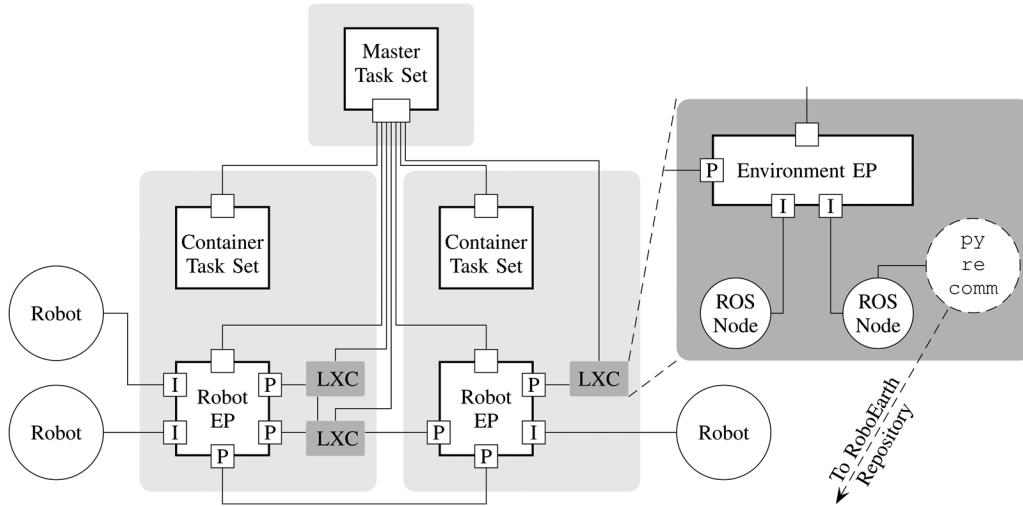 Master
Task Set
P
Environment EP
I
I
Container
Task Set
Container
Task Set
py
re
comm
ROS
Node
ROS
Node
Robot
I
Robot
EP
P
LXC
Robot
EP
P
LXC
Robot
I
P
LXC
P
I
Robot
P
P
To RoboEarth
Repository